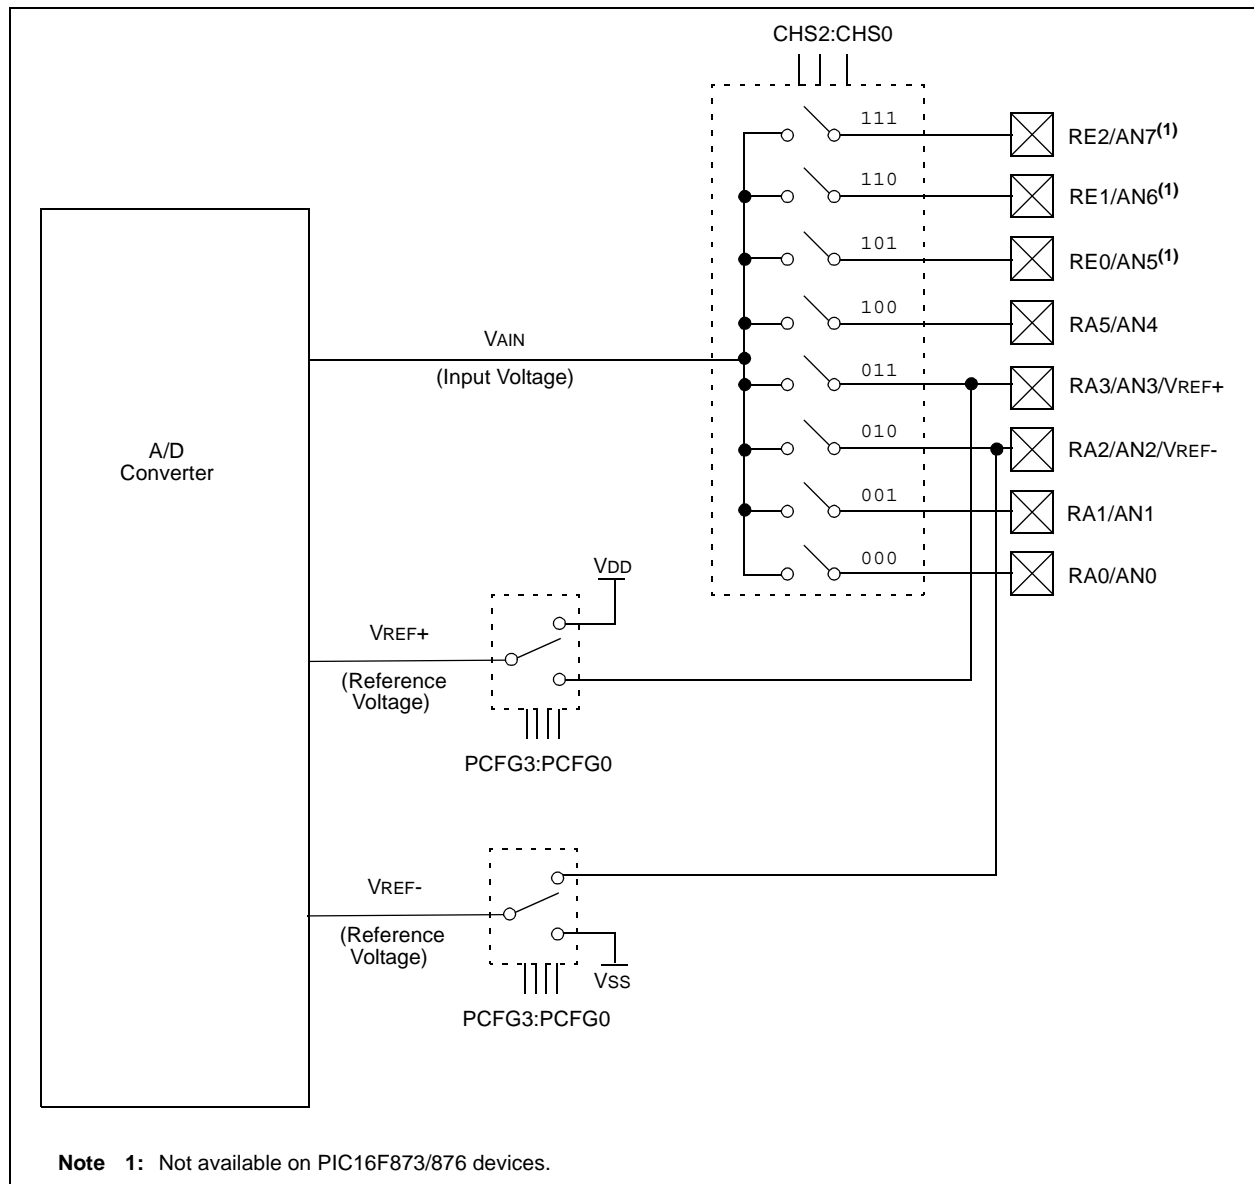 CHS2:CHS0
111
RE2/AN7(1)
110
RE1/AN6(1)
101
RE0/AN5(1)
100
RA5/AN4
VAIN
(Input Voltage)
011
RA3/AN3/VREF+
010
RA2/AN2/VREF-
A/D
Converter
001
RA1/AN1
000
RA0/AN0
VDD
VREF+
(Reference
Voltage)
PCFG3:PCFG0
VREF-
(Reference
Voltage)
VSS
PCFG3:PCFG0
Note 1: Not available on PIC16F873/876 devices.